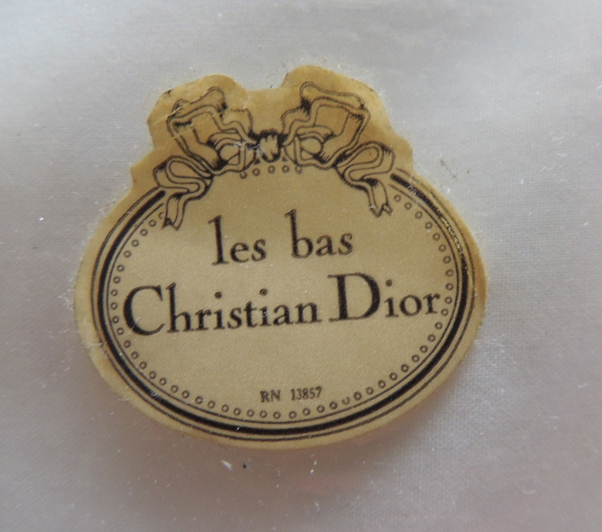 les bas
Christian Dior
RN 13857